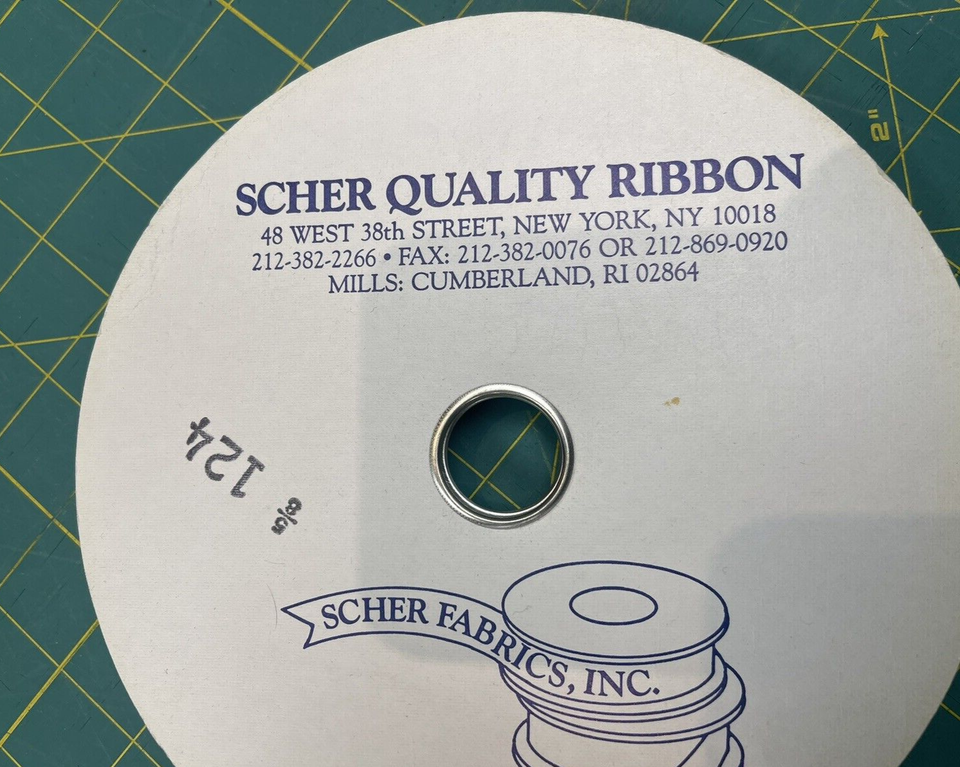 SCHER QUALITY RIBBON
48 WEST 38th STREET, NEW YORK, NY 10018
212-382-2266 • FAX: 212-382-0076 OR 212-869-0920
MILLS: CUMBERLAND, RI 02864
124
5/8
SCHER FABRICS, INC.
2"